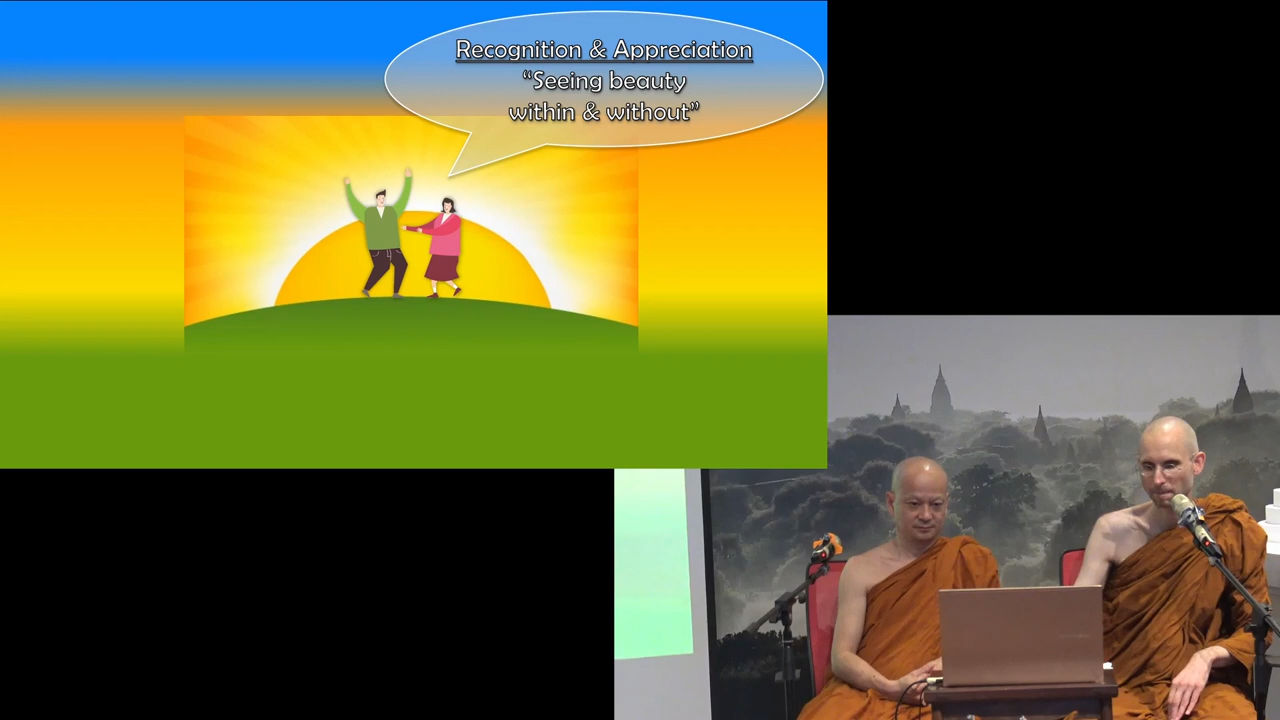 Recognition & Appreciation
“Seeing beauty
within & without”